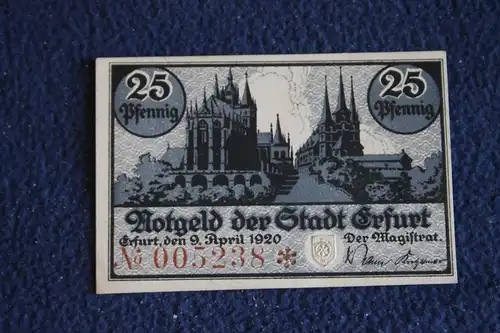 25 25
Pfennig Pfennig
Notgeld der Stadt Erfurt
Erfurt, den 9. April 1920 Der Magistrat.
No 005238 *